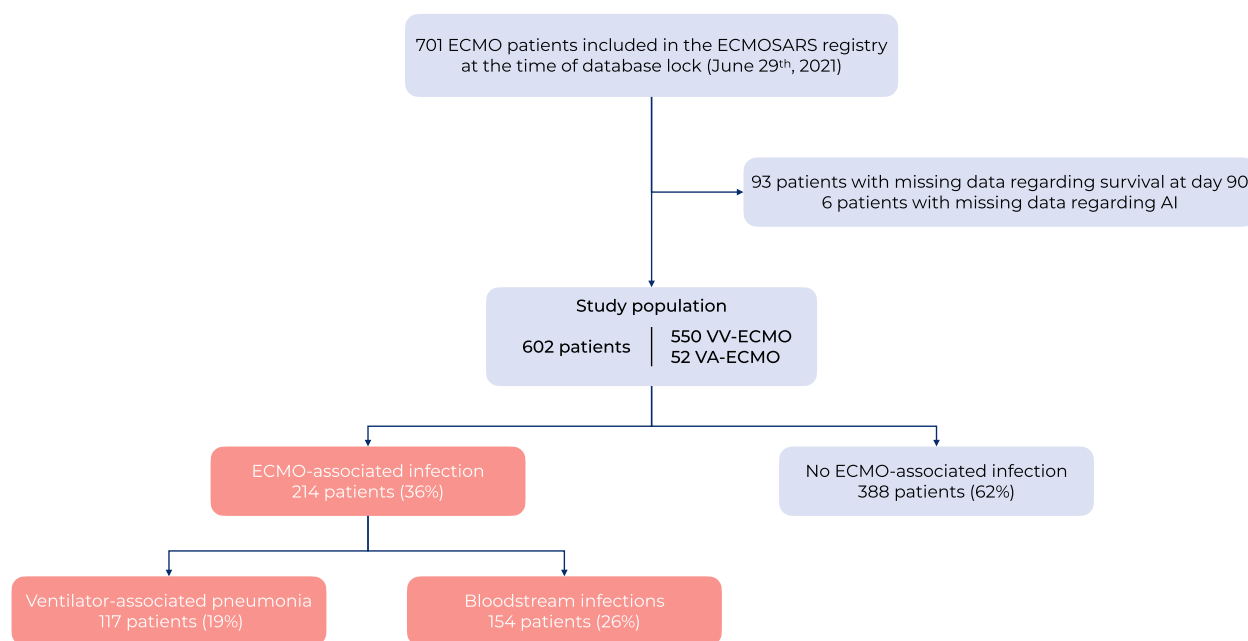 701 ECMO patients included in the ECMOSARS registry
at the time of database lock (June 29th, 2021)
93 patients with missing data regarding survival at day 90
6 patients with missing data regarding AI
Study population
602 patients
550 VV-ECMO
52 VA-ECMO
ECMO-associated infection
214 patients (36%)
No ECMO-associated infection
388 patients (62%)
Ventilator-associated pneumonia
117 patients (19%)
Bloodstream infections
154 patients (26%)